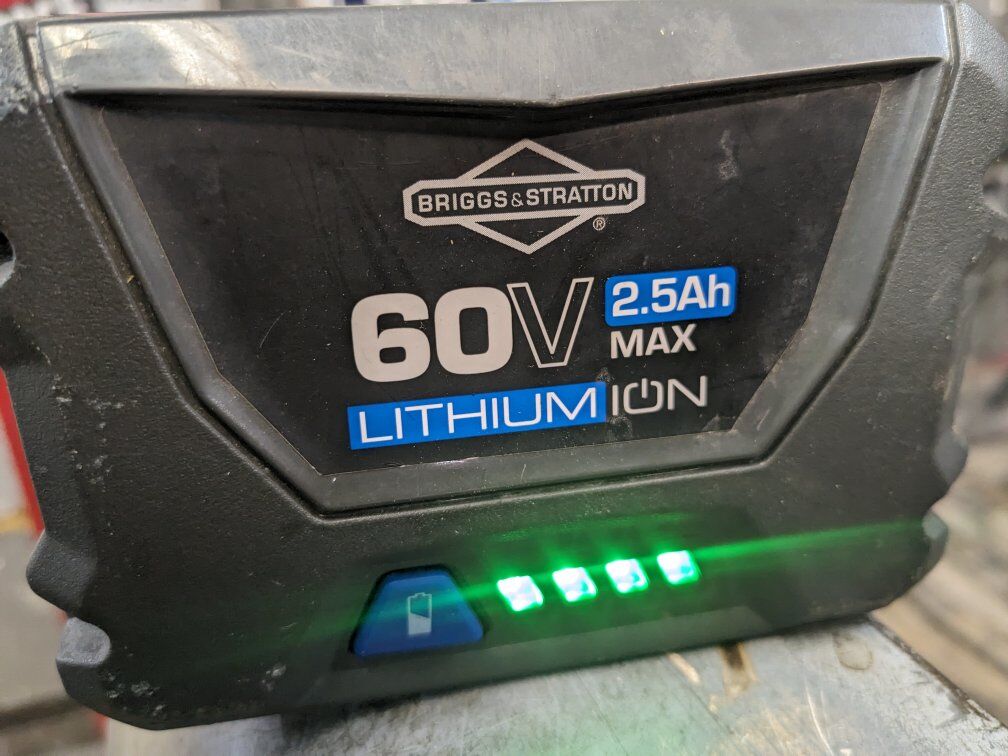 BRIGGS&STRATTON
®
60V 2.5Ah
MAX
LITHIUM ION